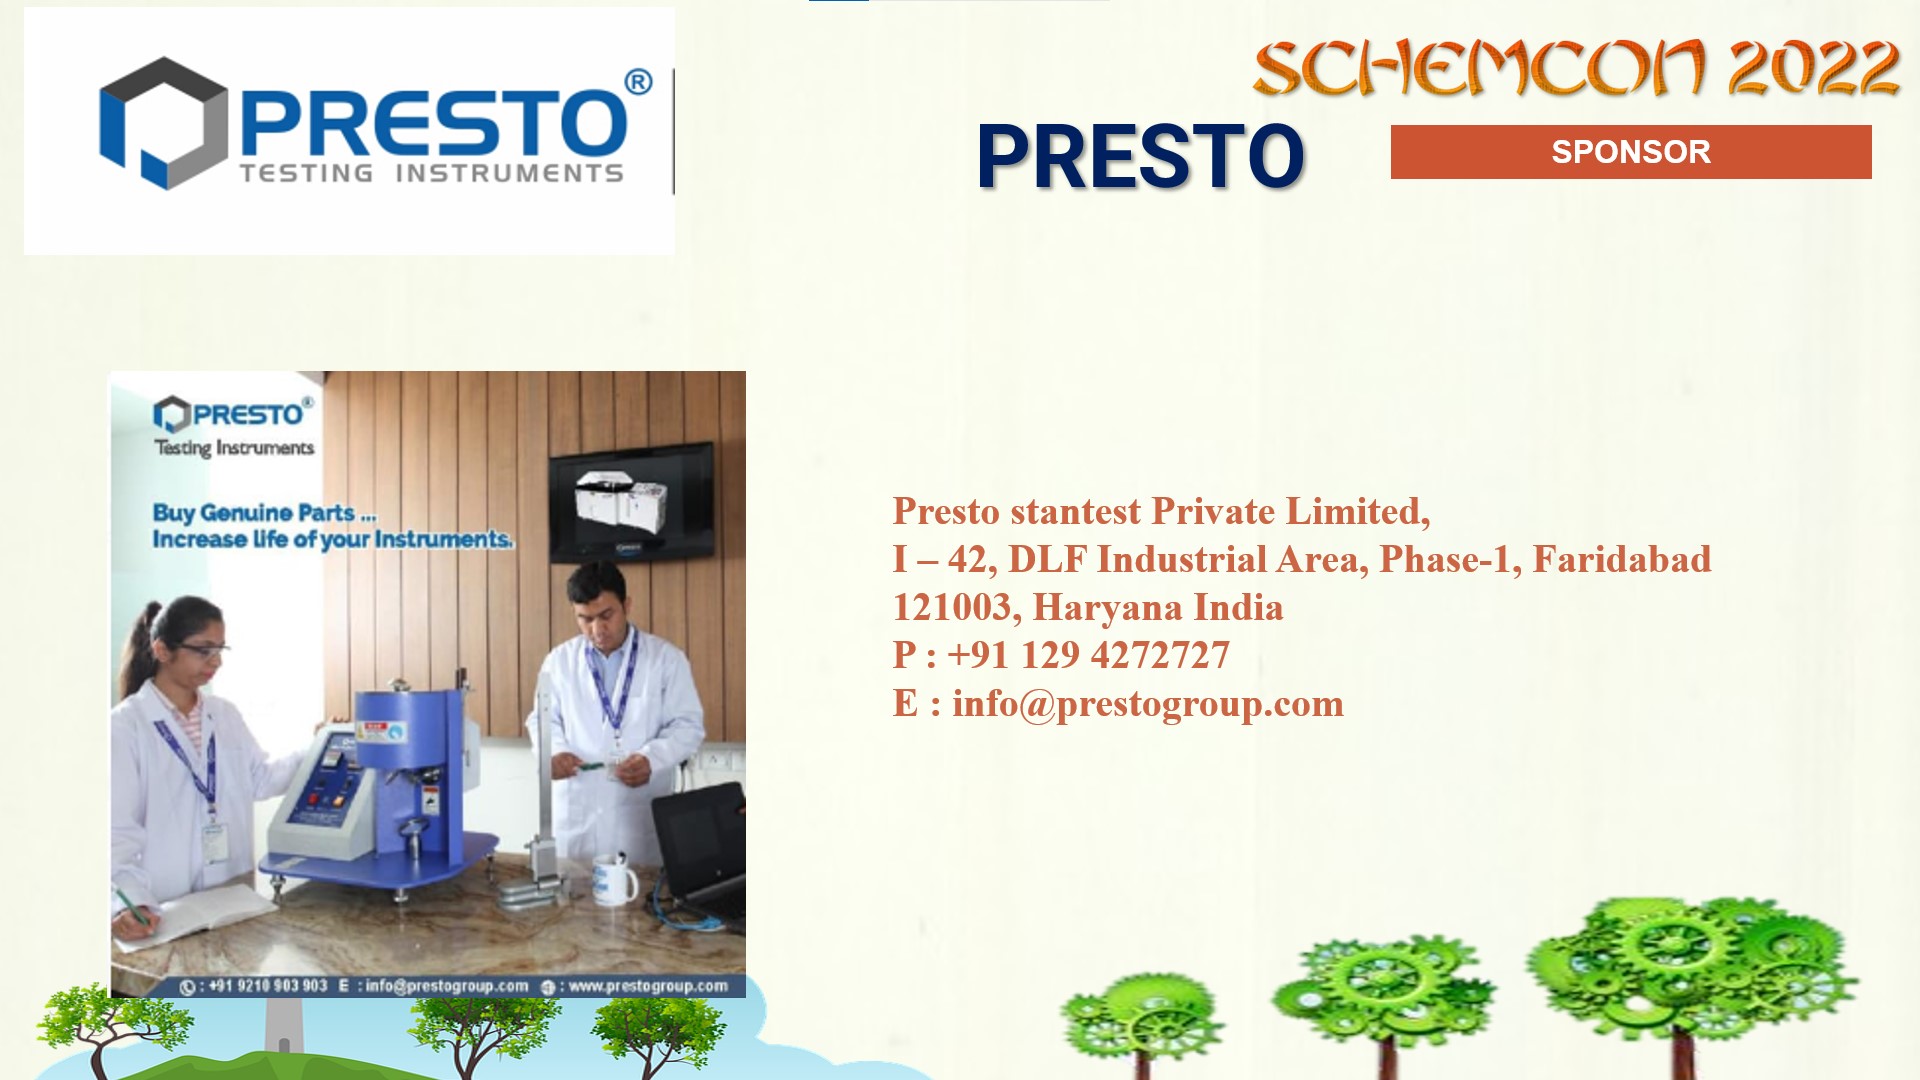 PRESTO®
TESTING INSTRUMENTS
SCHEMCON 2022
PRESTO
SPONSOR
PRESTO®
Testing Instruments
Buy Genuine Parts ...
Increase life of your Instruments.
: +91 9210 903 903 E : info@prestogroup.com : www.prestogroup.com
Presto stantest Private Limited,
I – 42, DLF Industrial Area, Phase-1, Faridabad
121003, Haryana India
P : +91 129 4272727
E : info@prestogroup.com